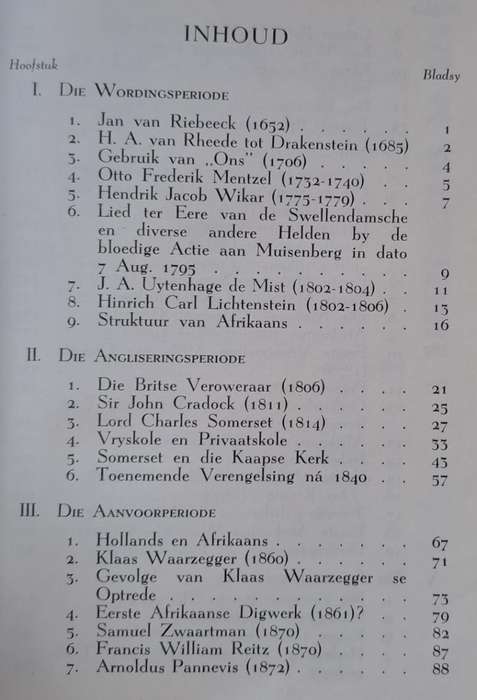 INHOUD
Hoofstuk Bladsy
I. Die Wordingsperiode
1. Jan van Riebeeck (1652) . . . . . . 1
2. H. A. van Rheede tot Drakenstein (1685) 2
3. Gebruik van „Ons” (1706) . . . . . 4
4. Otto Frederik Mentzel (1732-1740) . . 5
5. Hendrik Jacob Wikar (1775-1779) . . . 7
6. Lied ter Eere van de Swellendamsche
en diverse andere Helden by de
bloedige Actie aan Muisenberg in dato
7 Aug. 1795 . . . . . . . . . 9
7. J. A. Uytenhage de Mist (1802-1804) . . 11
8. Hinrich Carl Lichtenstein (1802-1806) . 13
9. Struktuur van Afrikaans . . . . . 16
II. Die Angliseringsperiode
1. Die Britse Veroweraar (1806) . . . . 21
2. Sir John Cradock (1811) . . . . . 25
3. Lord Charles Somerset (1814) . . . . 27
4. Vryskole en Privaatskole . . . . . 33
5. Somerset en die Kaapse Kerk . . . . 43
6. Toenemende Verengelsing ná 1840 . . 57
III. Die Aanvoorperiode
1. Hollands en Afrikaans . . . . . . 67
2. Klaas Waarzegger (1860) . . . . . 71
3. Gevolge van Klaas Waarzegger se
Optrede . . . . . . . . . . 73
4. Eerste Afrikaanse Digwerk (1861)? . . 79
5. Samuel Zwaartman (1870) . . . . . 82
6. Francis William Reitz (1870) . . . . 87
7. Arnoldus Pannevis (1872) . . . . . 88